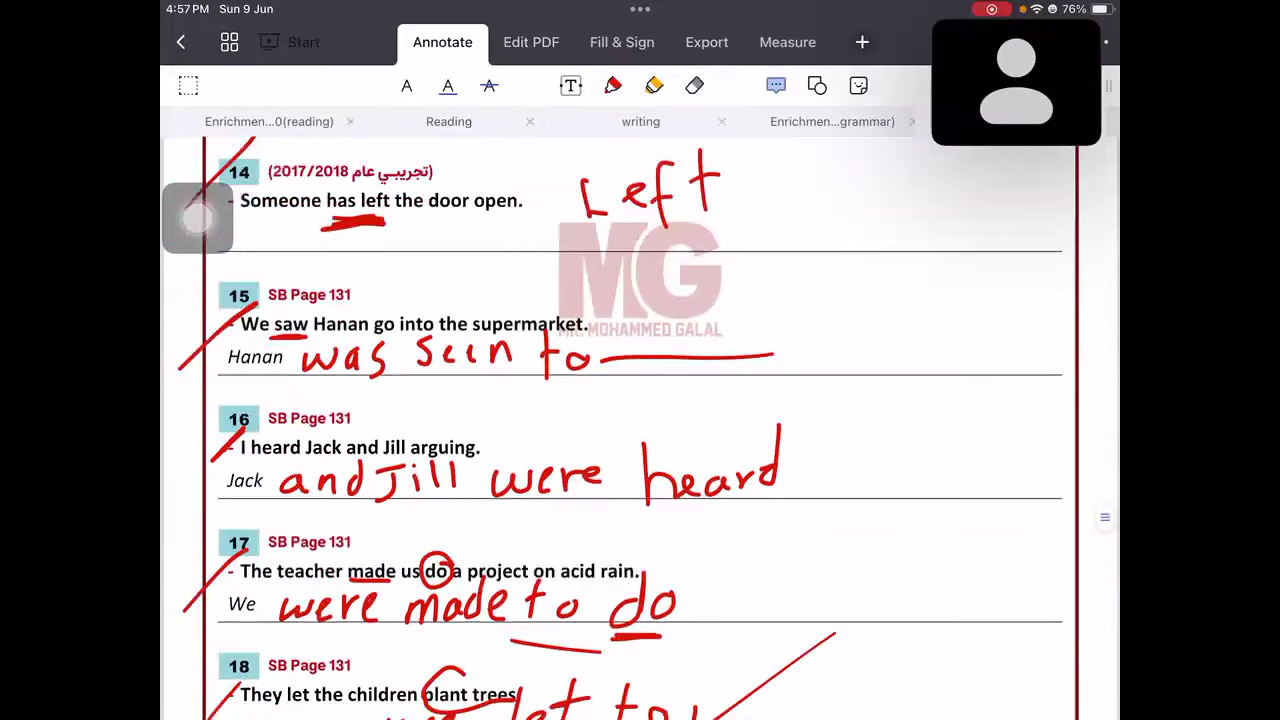 4:57PM Sun 9 Jun 76%
Start Annotate Edit PDF Fill & Sign Export Measure
A A A T
Enrichmen...0(reading) Reading writing Enrichmen...grammar)
14 (تجريبي عام 2017/2018)
- Someone has left the door open.
Left
MG
MR. MOHAMMED GALAL
15 SB Page 131
- We saw Hanan go into the supermarket.
Hanan was seen to
16 SB Page 131
- I heard Jack and Jill arguing.
Jack and Jill were heard
17 SB Page 131
- The teacher made us do a project on acid rain.
We were made to do
18 SB Page 131
- They let the children plant trees
let to